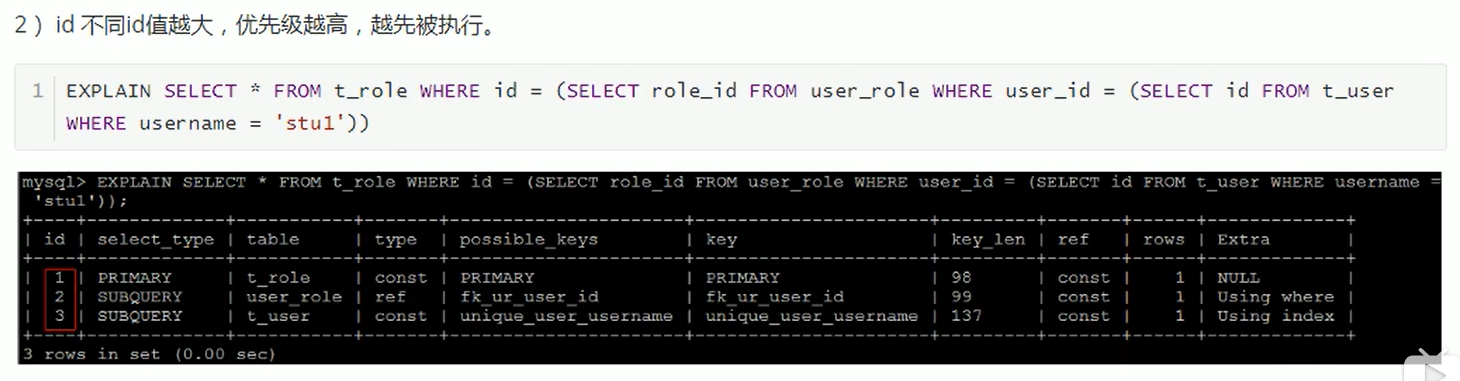 2 ) id 不同id值越大，优先级越高，越先被执行。
1 EXPLAIN SELECT * FROM t_role WHERE id = (SELECT role_id FROM user_role WHERE user_id = (SELECT id FROM t_user
WHERE username = 'stu1'))
mysql> EXPLAIN SELECT * FROM t_role WHERE id = (SELECT role_id FROM user_role WHERE user_id = (SELECT id FROM t_user WHERE username =
'stu1'));
+----+-------------+-----------+-------+----------------------+----------------------+---------+-------+------+-------------+
| id | select_type | table | type | possible_keys | key | key_len | ref | rows | Extra |
+----+-------------+-----------+-------+----------------------+----------------------+---------+-------+------+-------------+
| 1 | PRIMARY | t_role | const | PRIMARY | PRIMARY | 98 | const | 1 | NULL |
| 2 | SUBQUERY | user_role | ref | fk_ur_user_id | fk_ur_user_id | 99 | const | 1 | Using where |
| 3 | SUBQUERY | t_user | const | unique_user_username | unique_user_username | 137 | const | 1 | Using index |
+----+-------------+-----------+-------+----------------------+----------------------+---------+-------+------+-------------+
3 rows in set (0.00 sec)